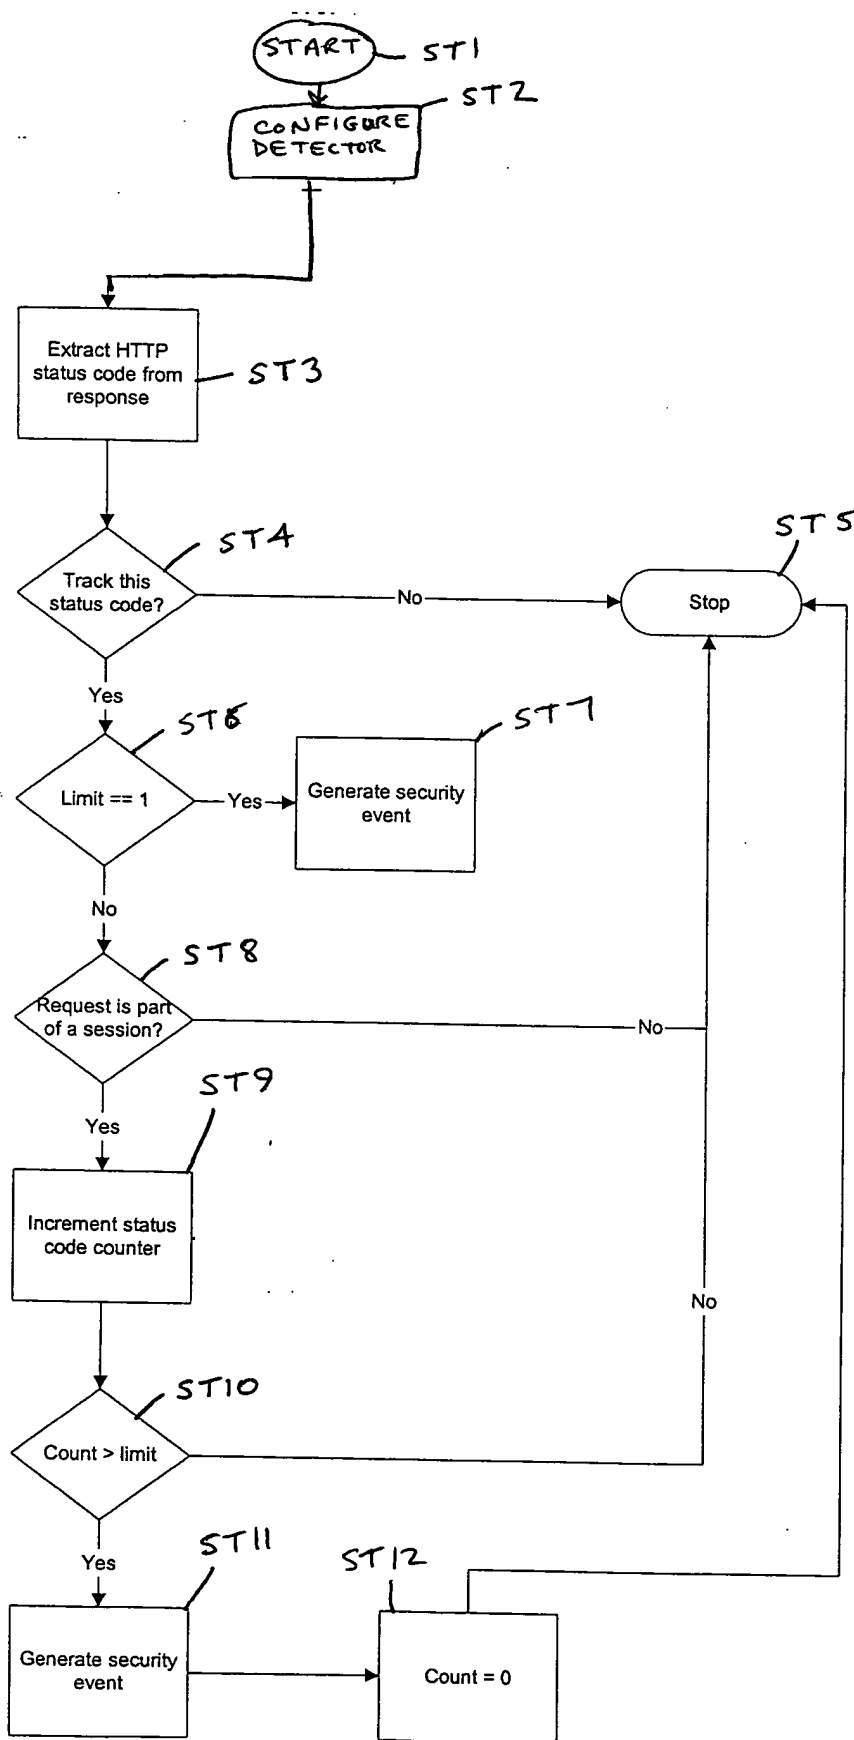 START
ST1
ST2
CONFIGURE
DETECTOR
Extract HTTP
status code from
response
ST3
ST4
ST5
Track this
status code?
No
Stop
Yes
ST6
ST7
Limit == 1
Yes
Generate security
event
No
ST8
Request is part
of a session?
No
ST9
Yes
Increment status
code counter
No
ST10
Count > limit
ST11
ST12
Yes
Generate security
event
Count = 0